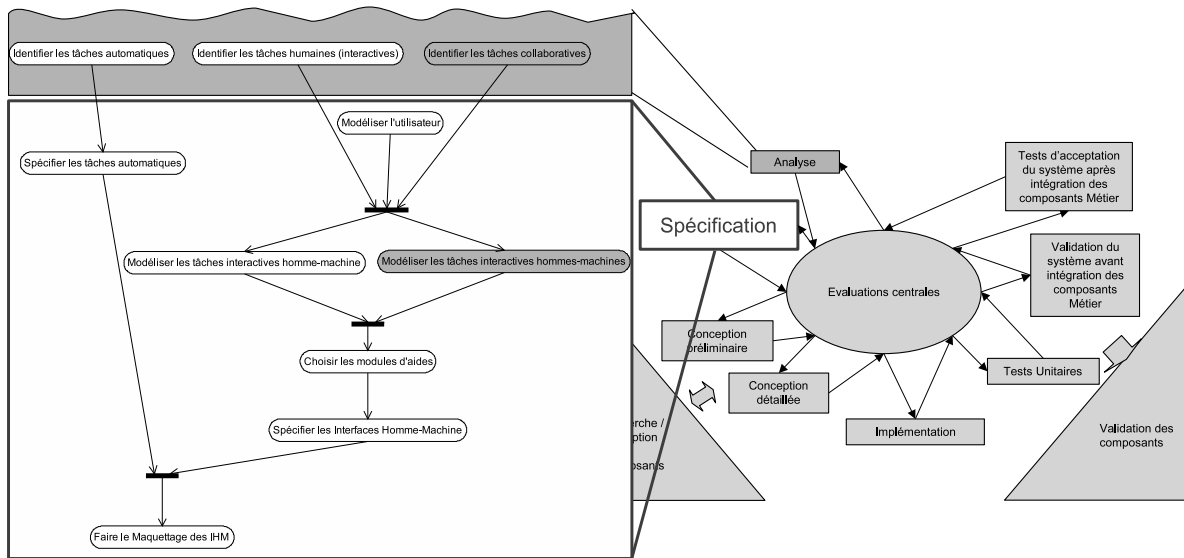 Identifier les tâches automatiques
Identifier les tâches humaines (interactives)
Identifier les tâches collaboratives
Modéliser l'utilisateur
Spécifier les tâches automatiques
Modéliser les tâches interactives homme-machine
Modéliser les tâches interactives hommes-machines
Choisir les modules d'aides
Spécifier les Interfaces Homme-Machine
Faire le Maquettage des IHM
Analyse
Spécification
Evaluations centrales
Tests d'acceptation
du système après
intégration des
composants Métier
Validation du
système avant
intégration des
composants
Métier
Conception
préliminaire
Conception
détaillée
Implémentation
Tests Unitaires
erche /
ption
osants
Validation des
composants